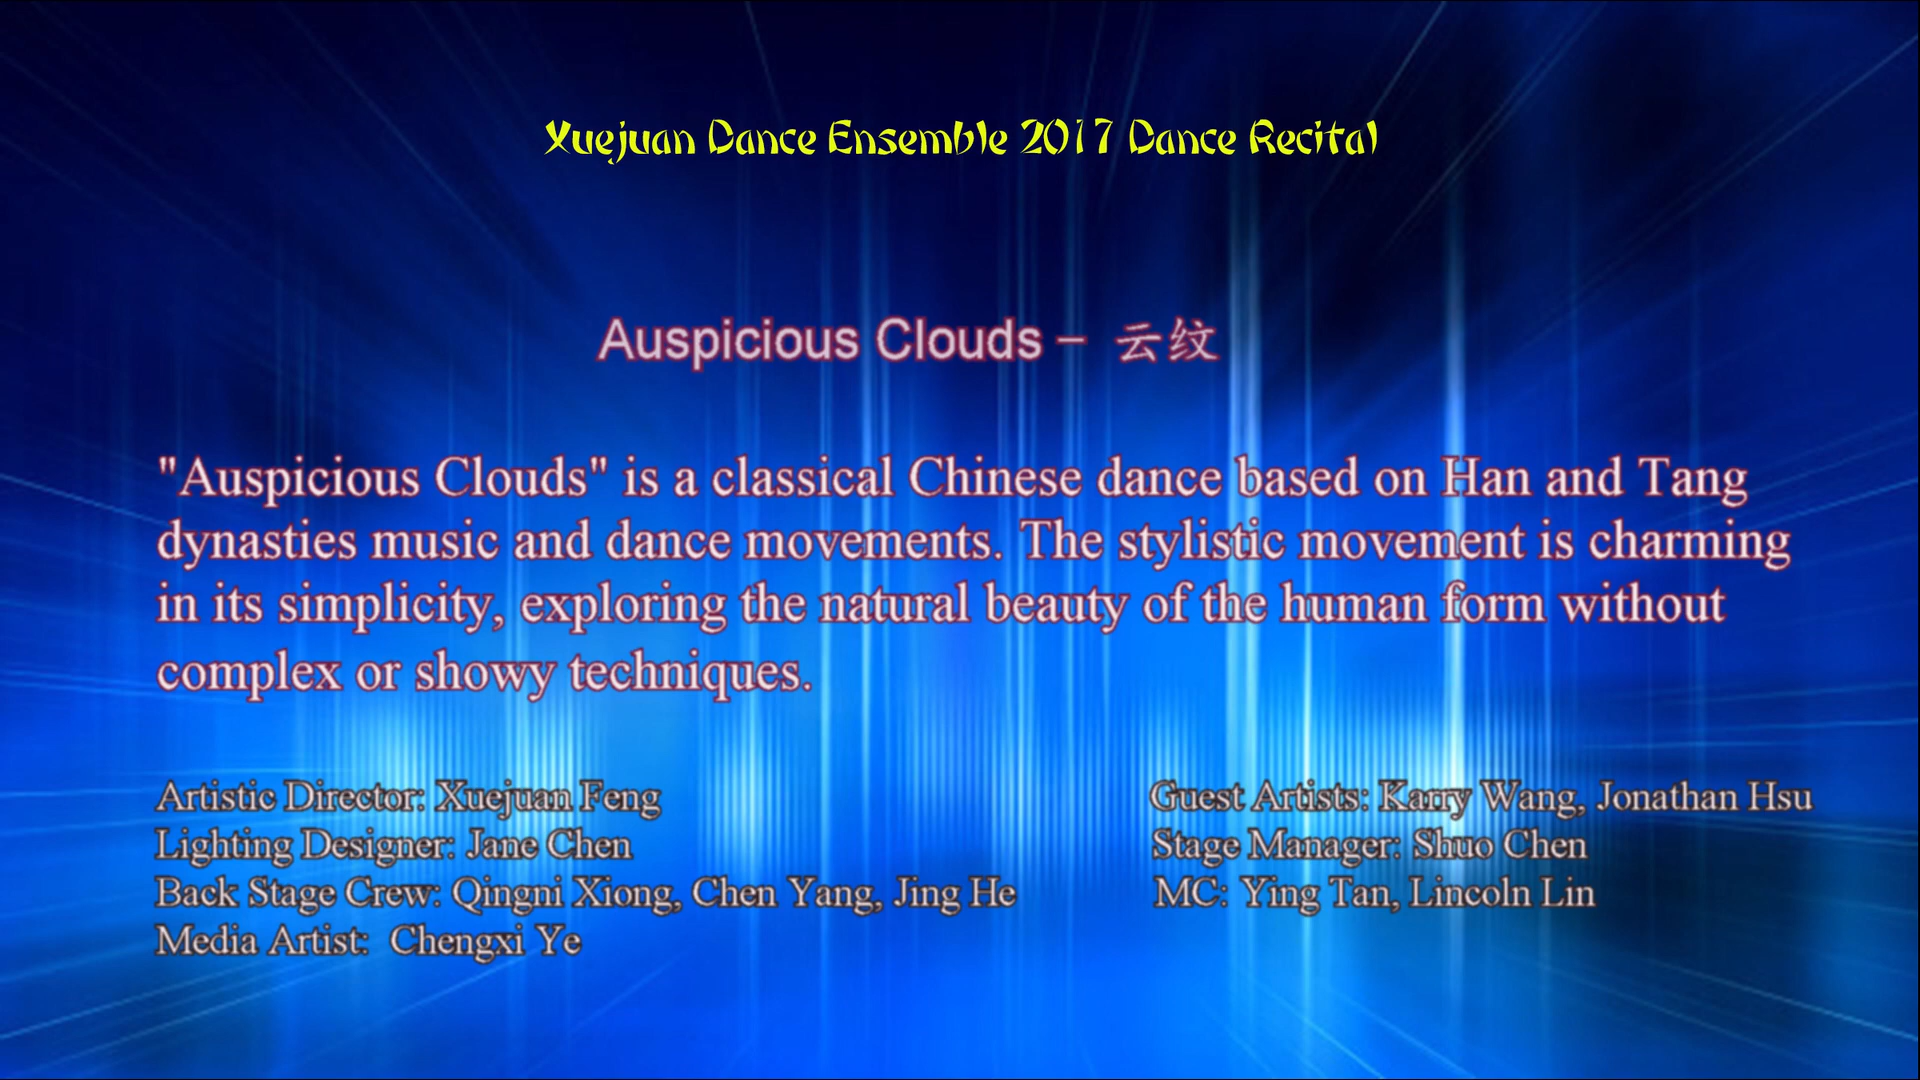 Xuejuan Dance Ensemble 2017 Dance Recital
Auspicious Clouds – 云纹
"Auspicious Clouds" is a classical Chinese dance based on Han and Tang
dynasties music and dance movements. The stylistic movement is charming
in its simplicity, exploring the natural beauty of the human form without
complex or showy techniques.
Artistic Director: Xuejuan Feng
Lighting Designer: Jane Chen
Back Stage Crew: Qingni Xiong, Chen Yang, Jing He
Media Artist:  Chengxi Ye
Guest Artists: Karry Wang, Jonathan Hsu
Stage Manager: Shuo Chen
MC: Ying Tan, Lincoln Lin